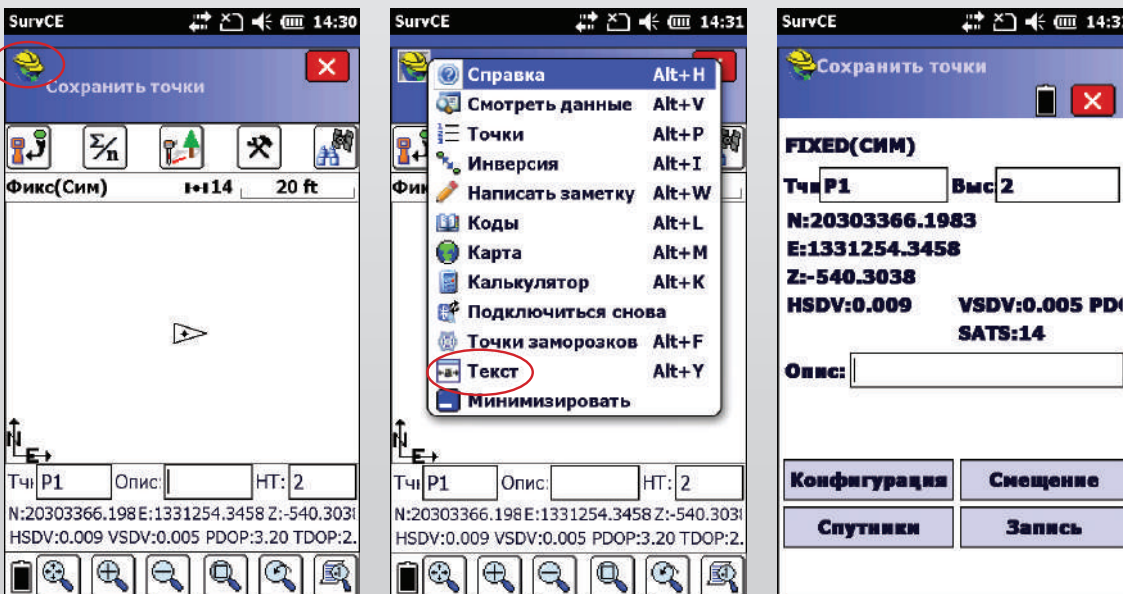 SurvCE 14:30
Сохранить точки
Σ/n
Фикс(Сим) 14 20 ft
N
E
Тчк P1 Опис: НТ: 2
N:20303366.198 E:1331254.3458 Z:-540.303
HSDV:0.009 VSDV:0.005 PDOP:3.20 TDOP:2.
SurvCE 14:31
Справка Alt+H
Смотреть данные Alt+V
Точки Alt+P
Инверсия Alt+I
Написать заметку Alt+W
Коды Alt+L
Карта Alt+M
Калькулятор Alt+K
Подключиться снова
Точки заморозков Alt+F
Текст Alt+Y
Минимизировать
Фик
N
E
Тчк P1 Опис: НТ: 2
N:20303366.198 E:1331254.3458 Z:-540.303
HSDV:0.009 VSDV:0.005 PDOP:3.20 TDOP:2.
SurvCE 14:3
Сохранить точки
FIXED(СИМ)
Тчк P1 Выс 2
N:20303366.1983
E:1331254.3458
Z:-540.3038
HSDV:0.009 VSDV:0.005 PDO
SATS:14
Опис:
Конфигурация Смещение
Спутники Запись